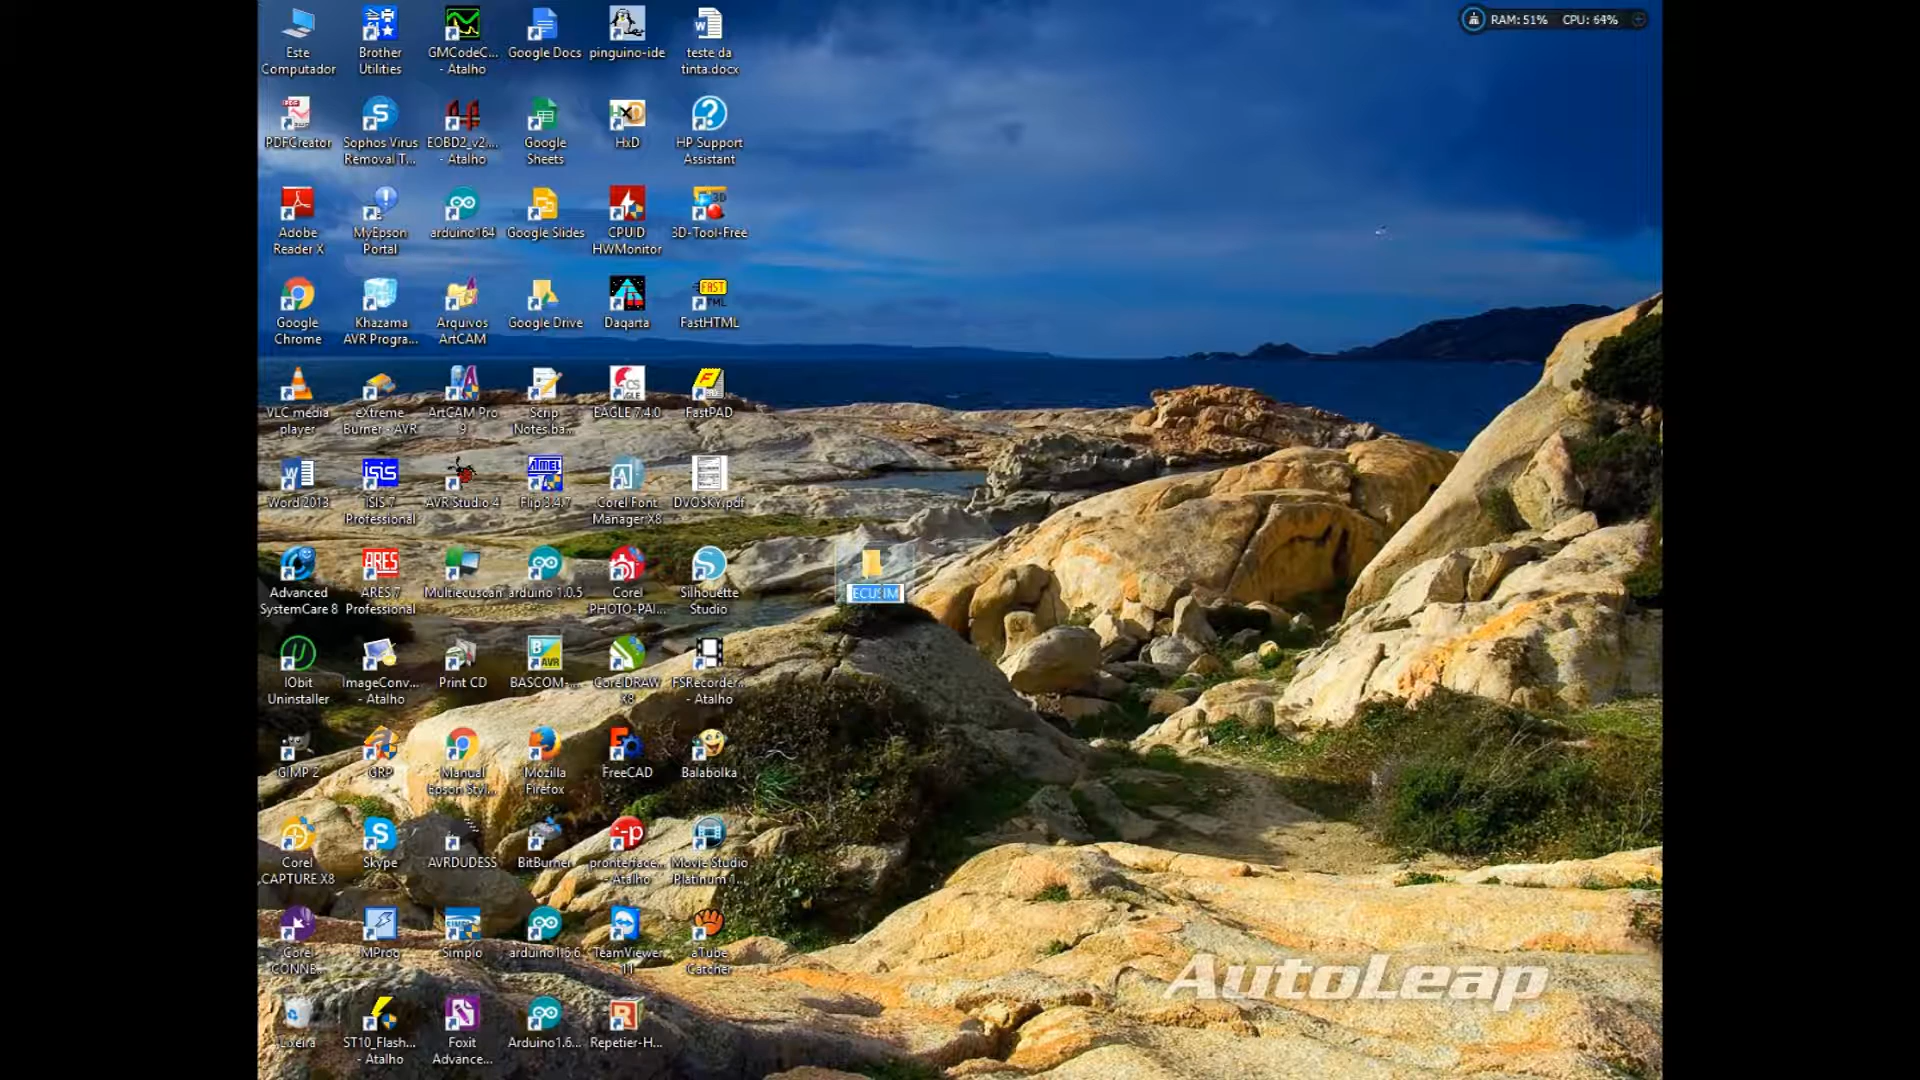 RAM: 51% CPU: 64%
Este
Computador
Brother
Utilities
GMCodeC...
- Atalho
Google Docs
pinguino-ide
teste da
tinta.docx
PDFCreator
Sophos Virus
Removal T...
EOBD2_v2....
- Atalho
Google
Sheets
HxD
HP Support
Assistant
Adobe
Reader X
MyEpson
Portal
arduino164
Google Slides
CPUID
HWMonitor
3D-Tool-Free
Google
Chrome
Khazama
AVR Progra...
Arquivos
ArtCAM
Google Drive
Daqarta
FastHTML
VLC media
player
eXtreme
Burner - AVR
ArtCAM Pro
9
Scrip
Notes.ba...
EAGLE 7.4.0
FastPAD
Word 2013
ISIS 7
Professional
AVR Studio 4
Flip 3.4.7
Corel Font
Manager X8
DVOSKY.pdf
Advanced
SystemCare 8
ARES 7
Professional
Multiecuscan
arduino 1.0.5
Corel
PHOTO-PAI...
Silhouette
Studio
ECUSIM
IObit
Uninstaller
ImageConv...
- Atalho
Print CD
BASCOM-...
CorelDRAW
X8
FSRecorder...
- Atalho
GIMP 2
GRP
Manual
Epson Styl...
Mozilla
Firefox
FreeCAD
Balabolka
Corel
CAPTURE X8
Skype
AVRDUDESS
BitBurner
pronterface...
- Atalho
Movie Studio
Platinum 1...
Corel
CONNE...
MProg
Simplo
arduino1.6.6
TeamViewer
11
aTube
Catcher
Lixeira
ST10_Flash...
- Atalho
Foxit
Advance...
Arduino1.6...
Repetier-H...
AutoLeap